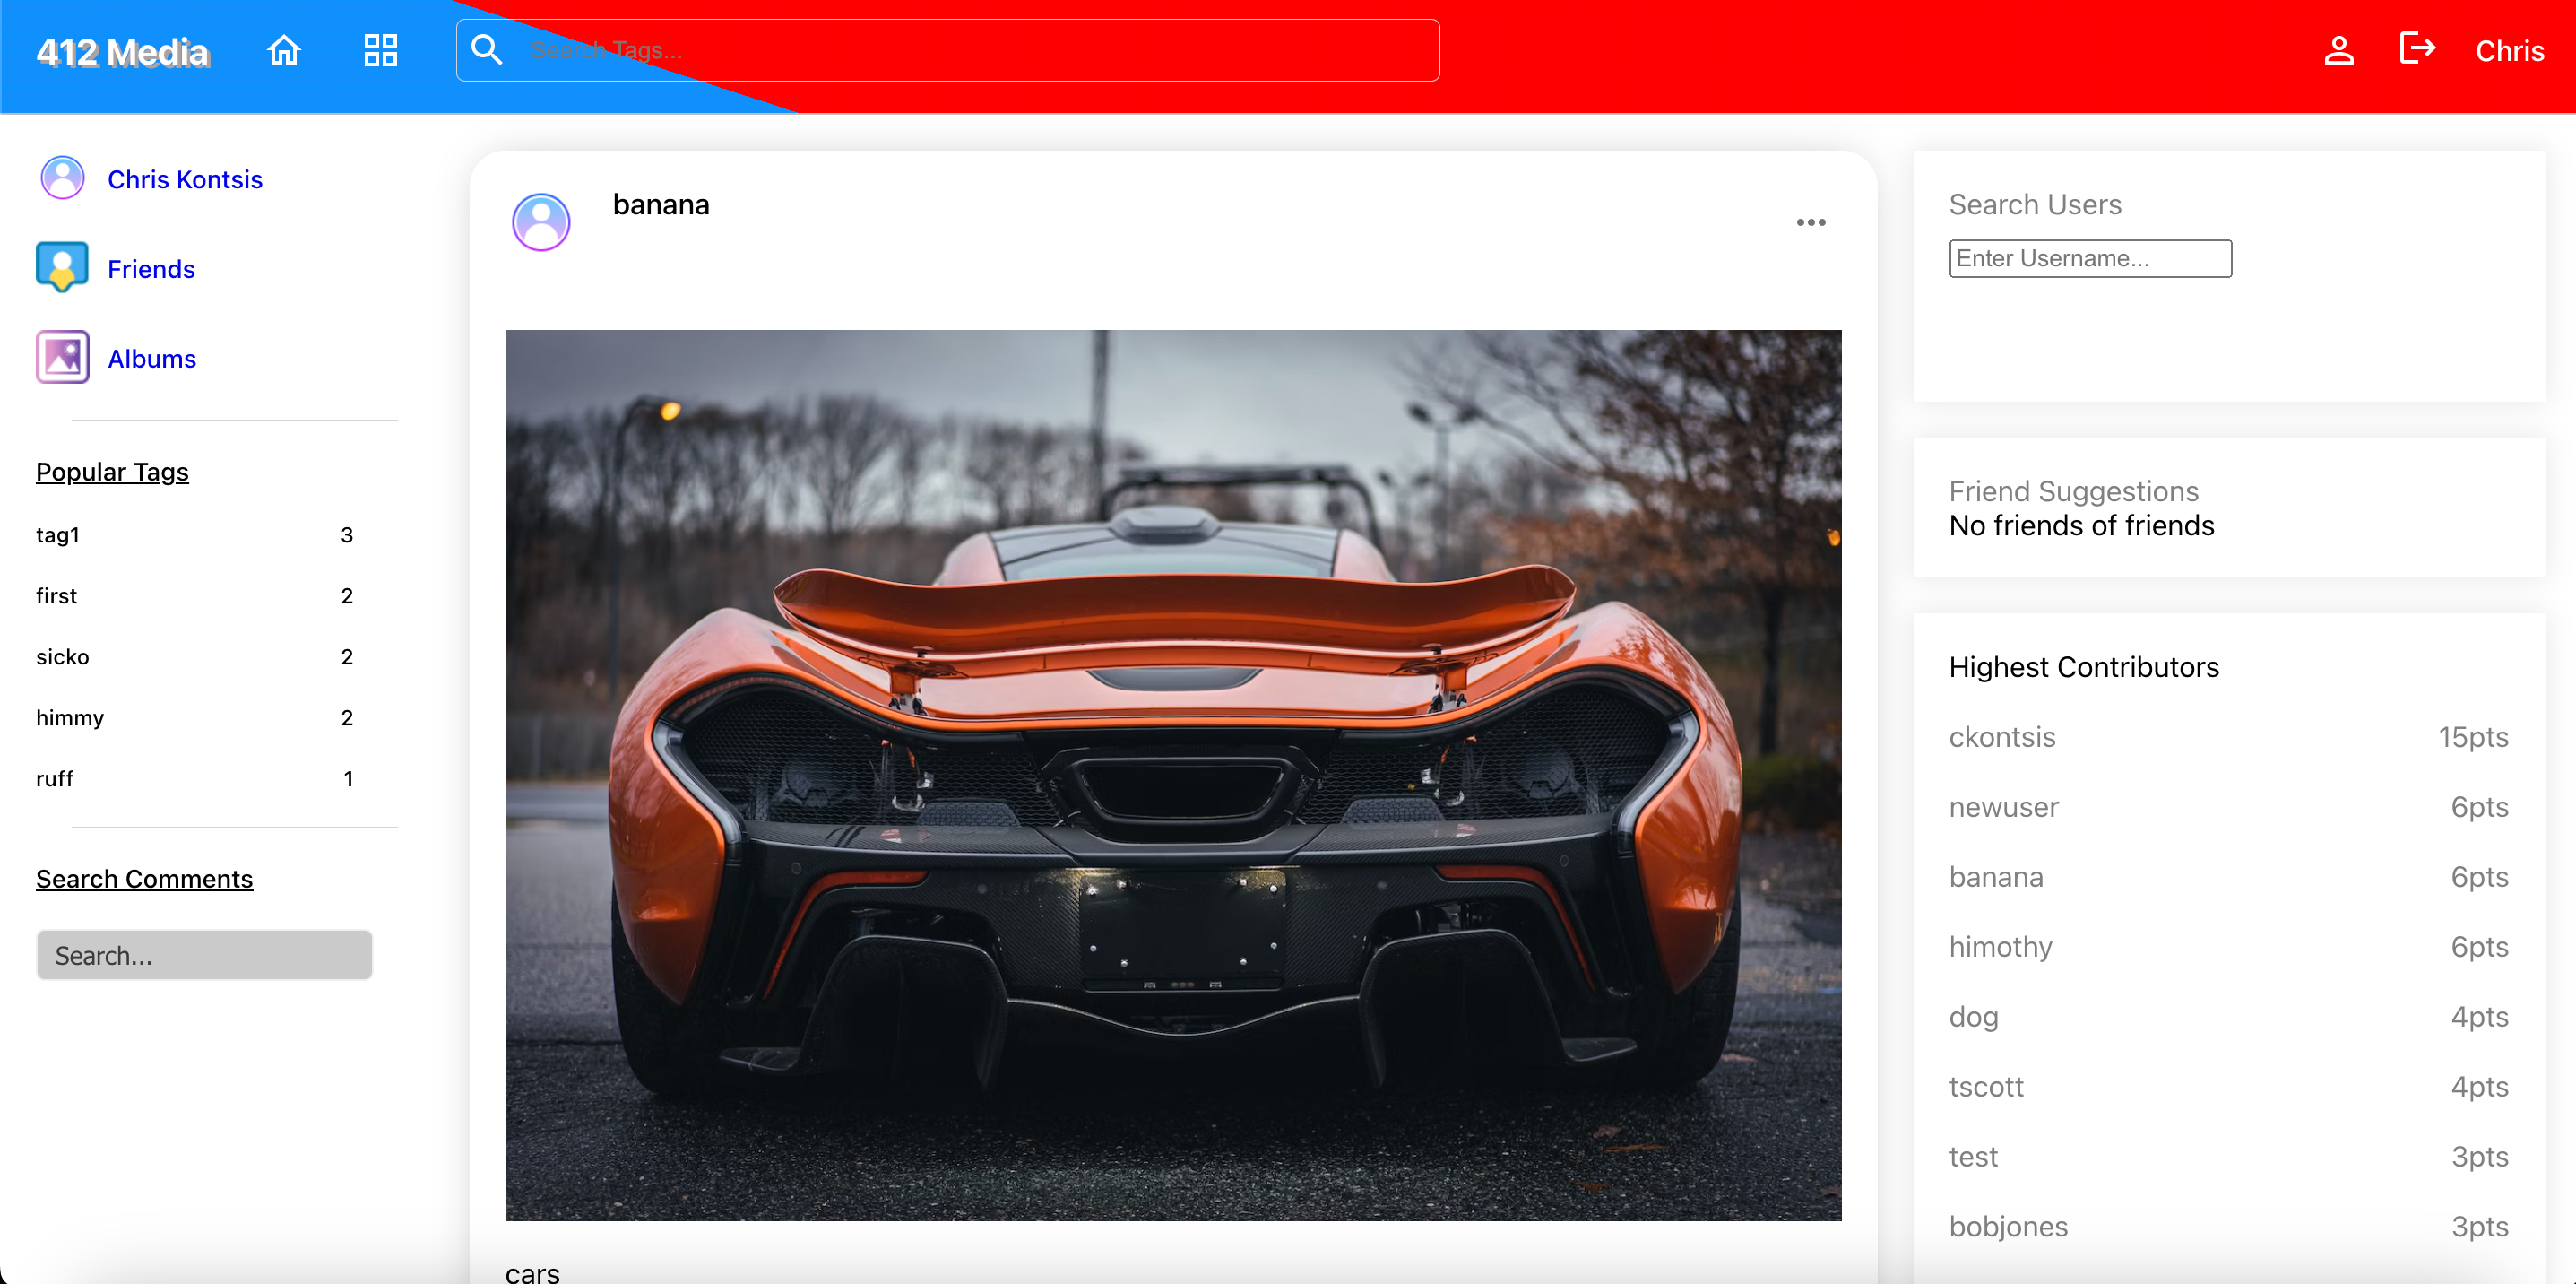 412 Media
Search Tags...
Chris
Chris Kontsis
Friends
Albums
Popular Tags
tag1 3
first 2
sicko 2
himmy 2
ruff 1
Search Comments
Search...
banana
cars
Search Users
Enter Username...
Friend Suggestions
No friends of friends
Highest Contributors
ckontsis 15pts
newuser 6pts
banana 6pts
himothy 6pts
dog 4pts
tscott 4pts
test 3pts
bobjones 3pts